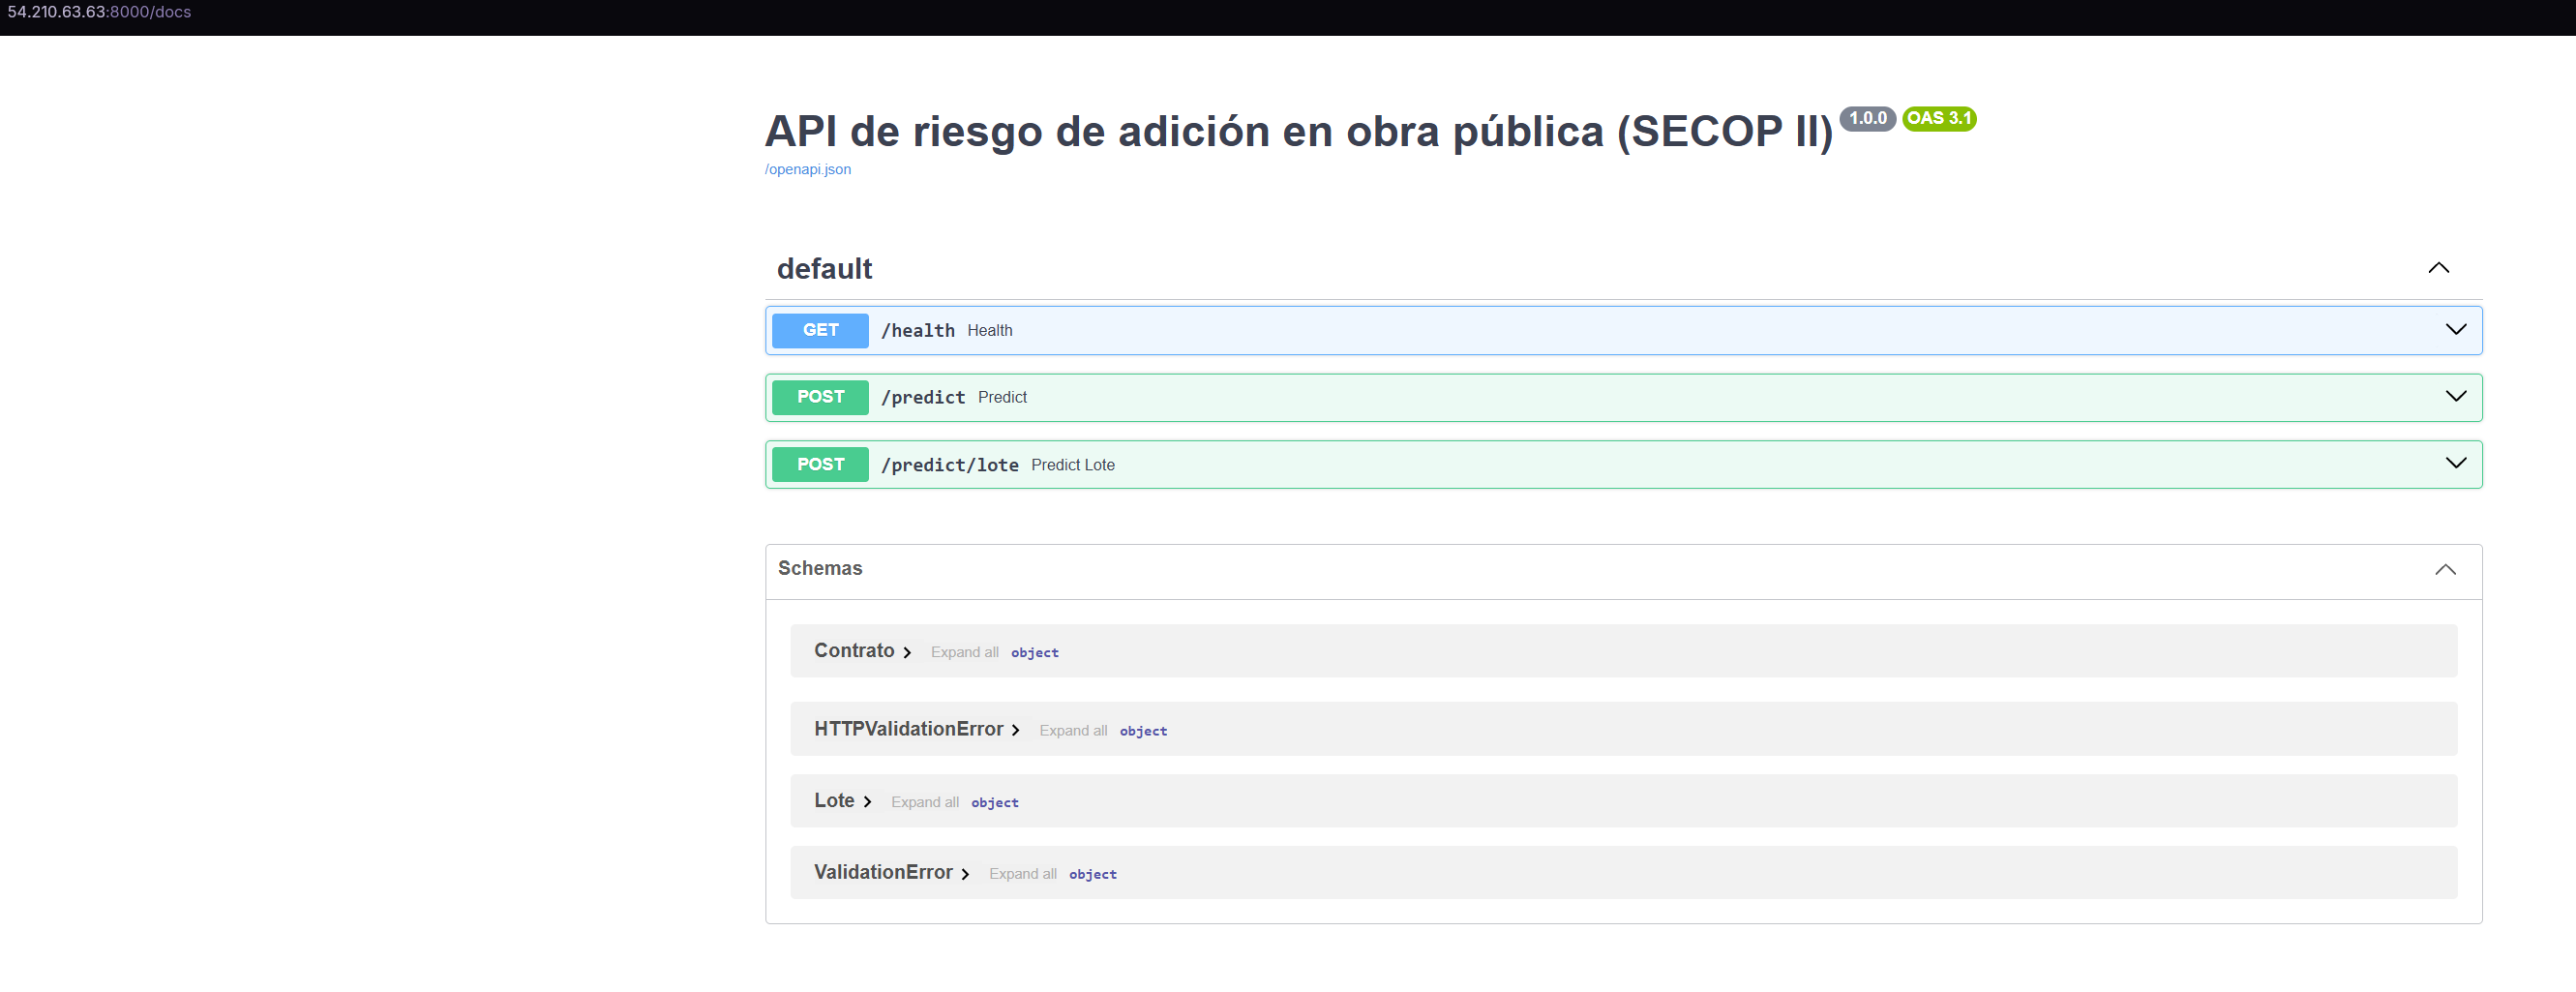 54.210.63.63:8000/docs
API de riesgo de adición en obra pública (SECOP II) 1.0.0 OAS 3.1
/openapi.json
default
GET /health Health
POST /predict Predict
POST /predict/lote Predict Lote
Schemas
Contrato Expand all object
HTTPValidationError Expand all object
Lote Expand all object
ValidationError Expand all object